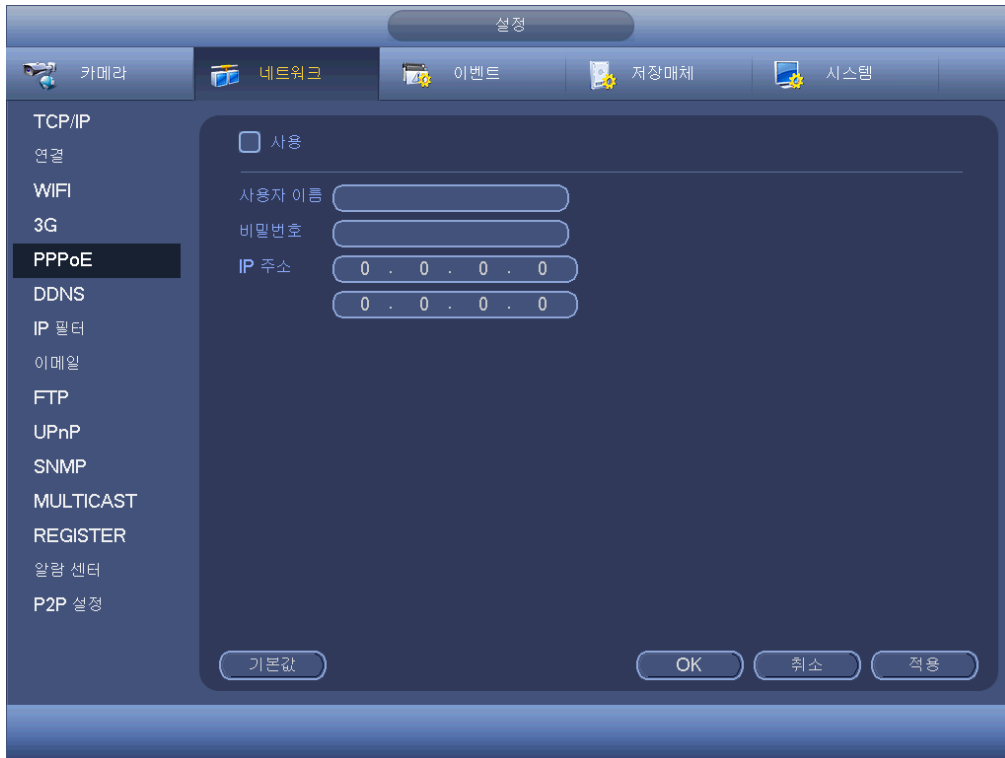 설정
카메라
네트워크
이벤트
저장매체
시스템
TCP/IP
연결
WIFI
3G
PPPoE
DDNS
IP 필터
이메일
FTP
UPnP
SNMP
MULTICAST
REGISTER
알람 센터
P2P 설정
사용
사용자 이름
비밀번호
IP 주소 0 . 0 . 0 . 0
0 . 0 . 0 . 0
기본값
OK
취소
적용